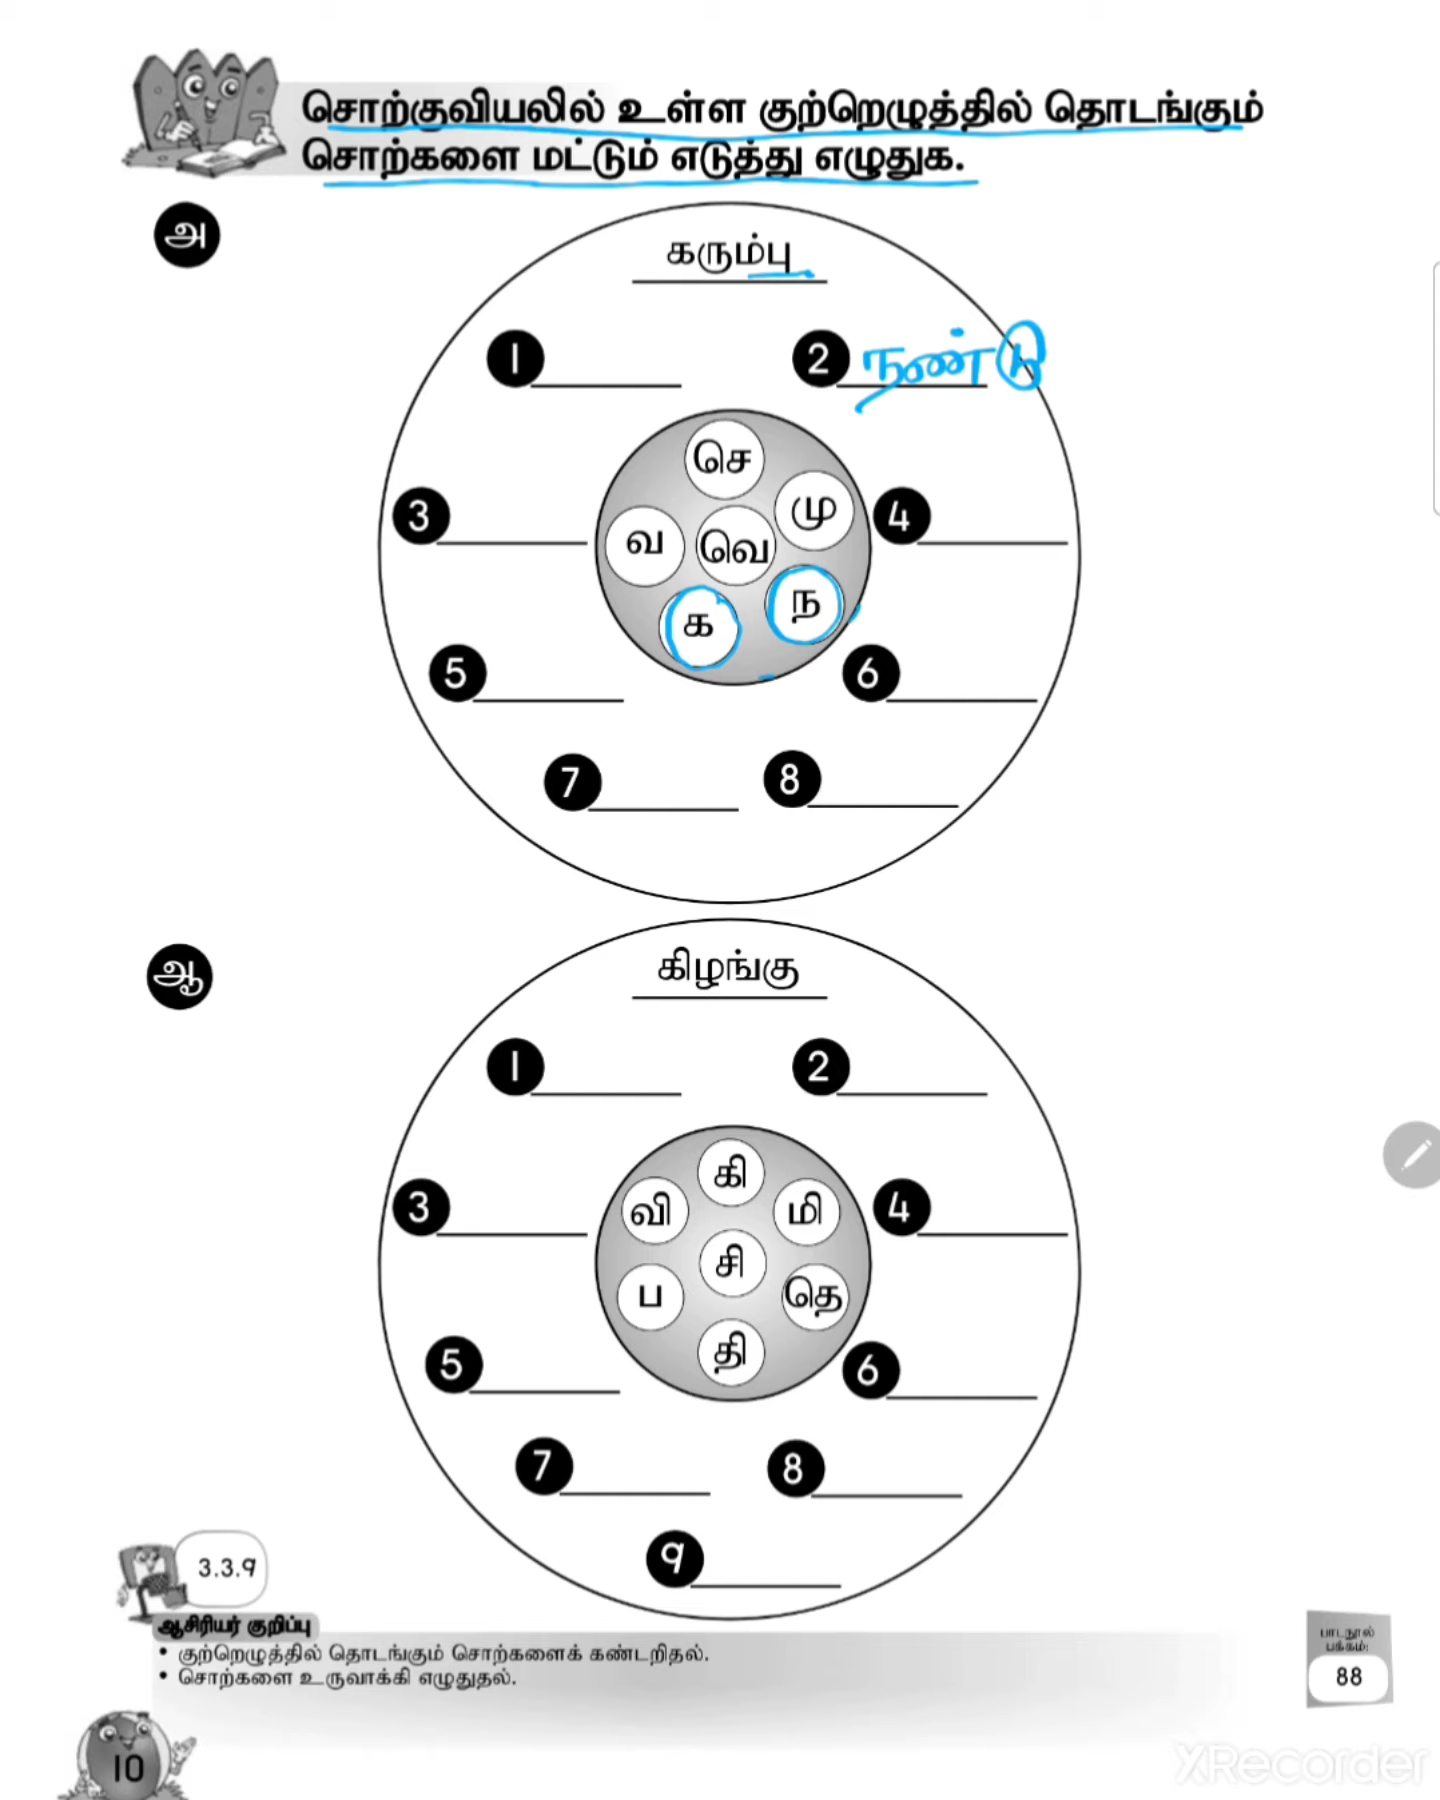 சொற்குவியலில் உள்ள குற்றெழுத்தில் தொடங்கும்
சொற்களை மட்டும் எடுத்து எழுதுக.
அ
கரும்பு
1
2 நண்டு
செ
மு
3
வ
வெ
4
க
ந
5
6
7
8
ஆ
கிழங்கு
1
2
கி
வி
மி
3
4
சி
ப
தெ
தி
5
6
7
8
9
3.3.9
ஆசிரியர் குறிப்பு
• குற்றெழுத்தில் தொடங்கும் சொற்களைக் கண்டறிதல்.
• சொற்களை உருவாக்கி எழுதுதல்.
பாடநூல்
பக்கம்:
88
10
XRecorder